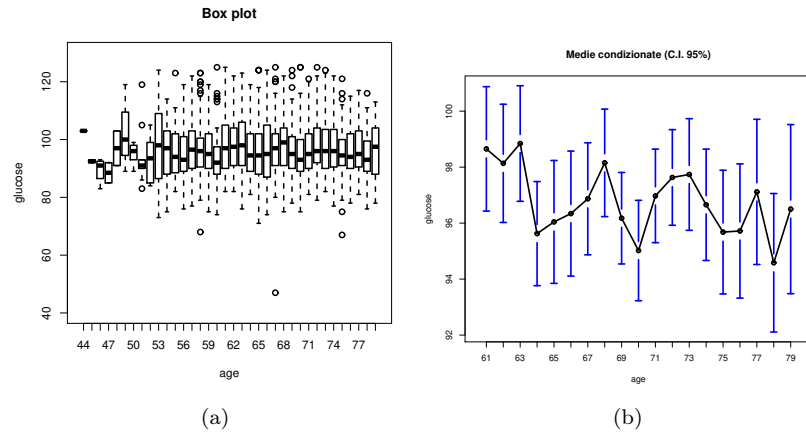 Box plot
glucose
120
100
80
60
40
44 47 50 53 56 59 62 65 68 71 74 77
age
(a)
Medie condizionate (C.I. 95%)
glucose
100
98
96
94
92
61 63 65 67 69 71 73 75 77 79
age
(b)